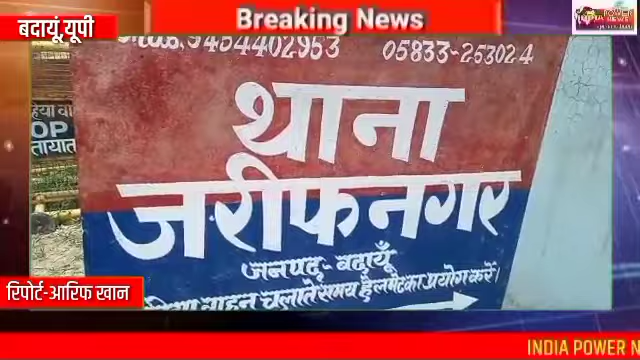 Breaking News
बदायूँ,यूपी
9454402953 05833-253024
थाना
जरीफनगर
जनपद-बदायूँ
वाहन चलाते समय हैलमेट का प्रयोग करें।
रिपोर्ट-आरिफ खान
INDIA POWER N